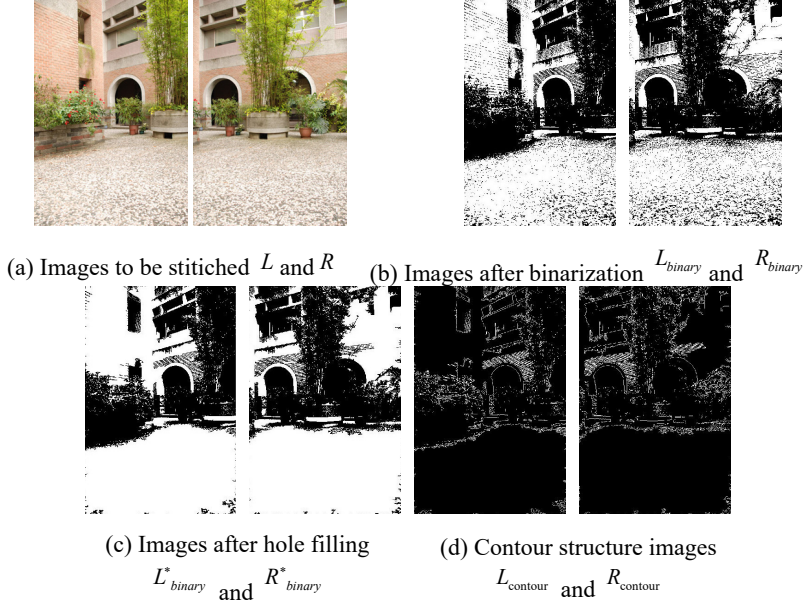 (a) Images to be stitiched L and R
(b) Images after binarization L_binary and R_binary
(c) Images after hole filling
L*_binary and R*_binary
(d) Contour structure images
L_contour and R_contour